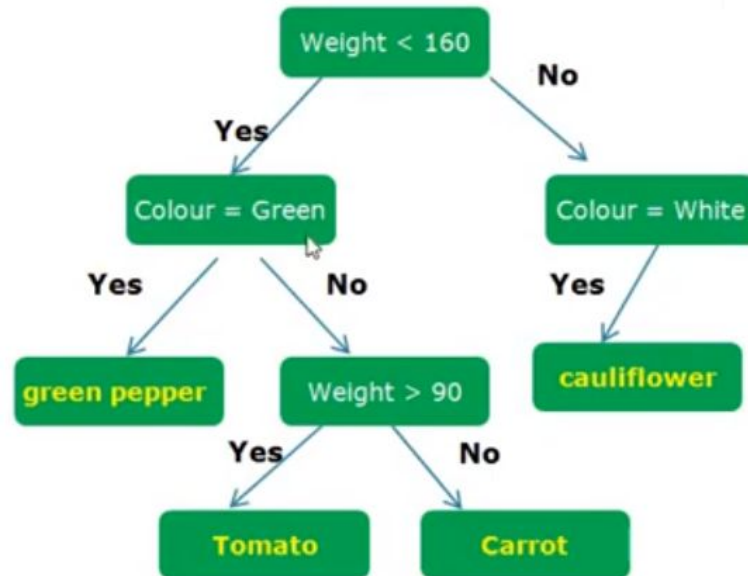 Weight < 160
No
Yes
Colour = Green
Colour = White
Yes
No
Yes
green pepper
Weight > 90
cauliflower
Yes
No
Tomato
Carrot